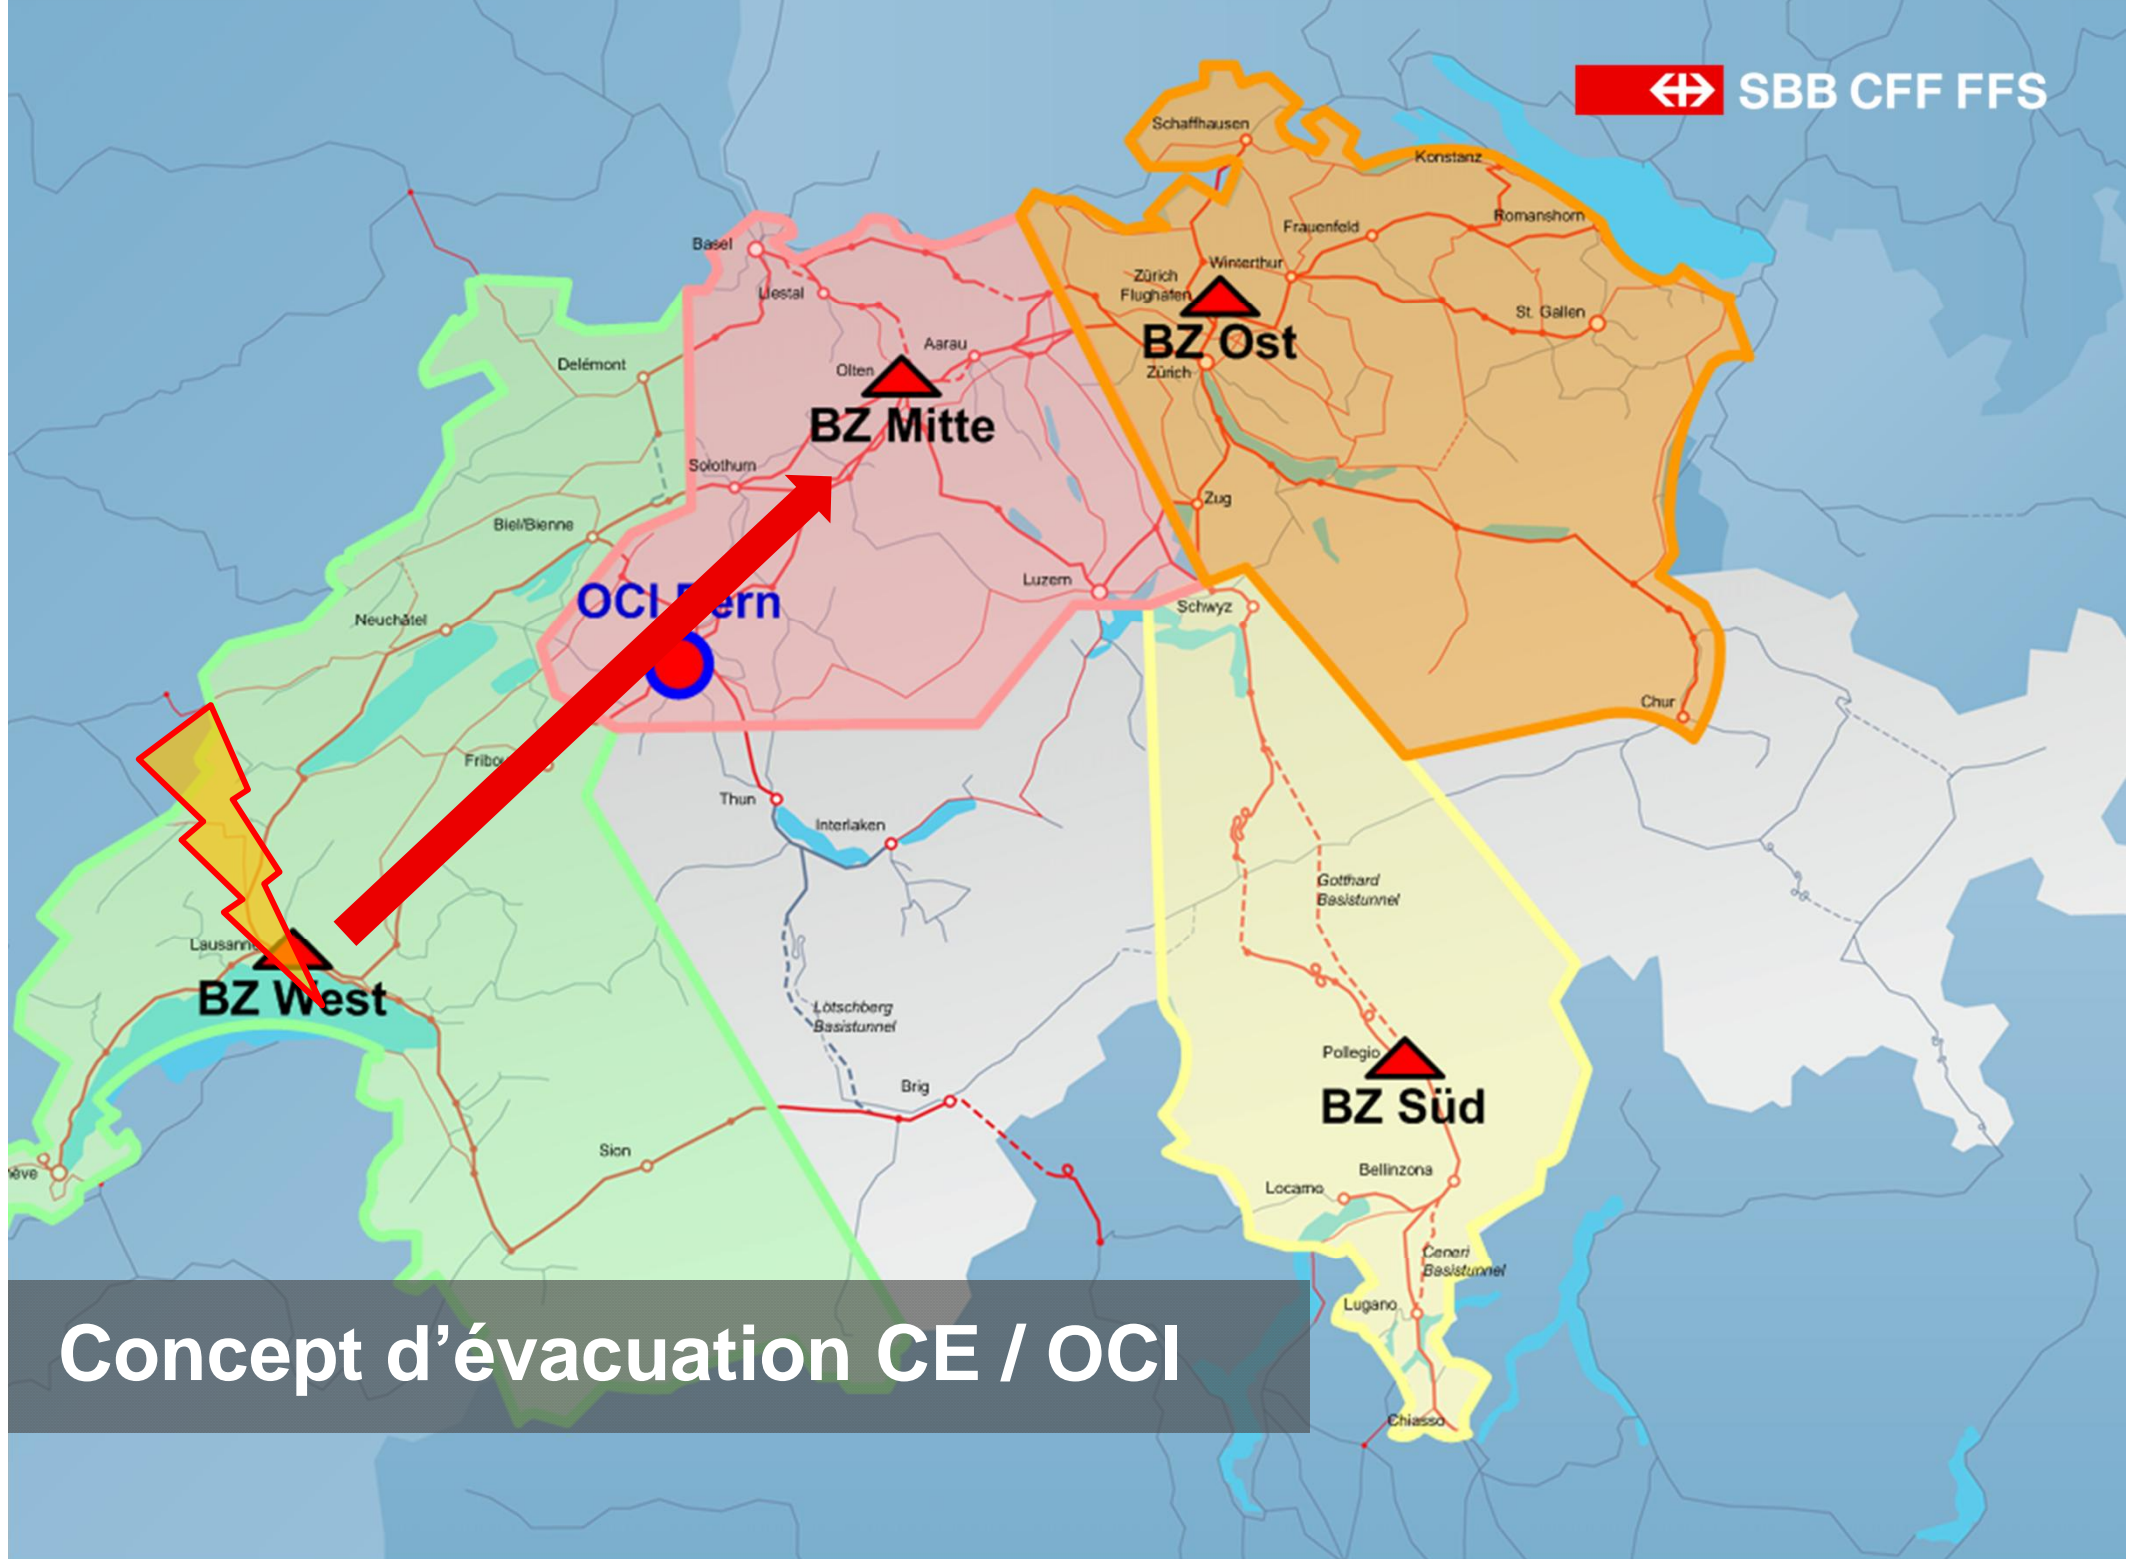 SBB CFF FFS
Schaffhausen
Konstanz
Romanshorn
Frauenfeld
Basel
Winterthur
Zürich
Flughafen
Liestal
St. Gallen
BZ Ost
Aarau
Delémont
Olten
Zürich
BZ Mitte
Solothurn
Zug
Biel/Bienne
Luzern
OCI
Schwyz
Neuchâtel
Chur
Thun
Interlaken
Gotthard
Basistunnel
BZ West
Lötschberg
Basistunnel
Pollegio
Brig
BZ Süd
Sion
Bellinzona
Locarno
Ceneri
Basistunnel
Lugano
Concept d’évacuation CE / OCI
Chiasso